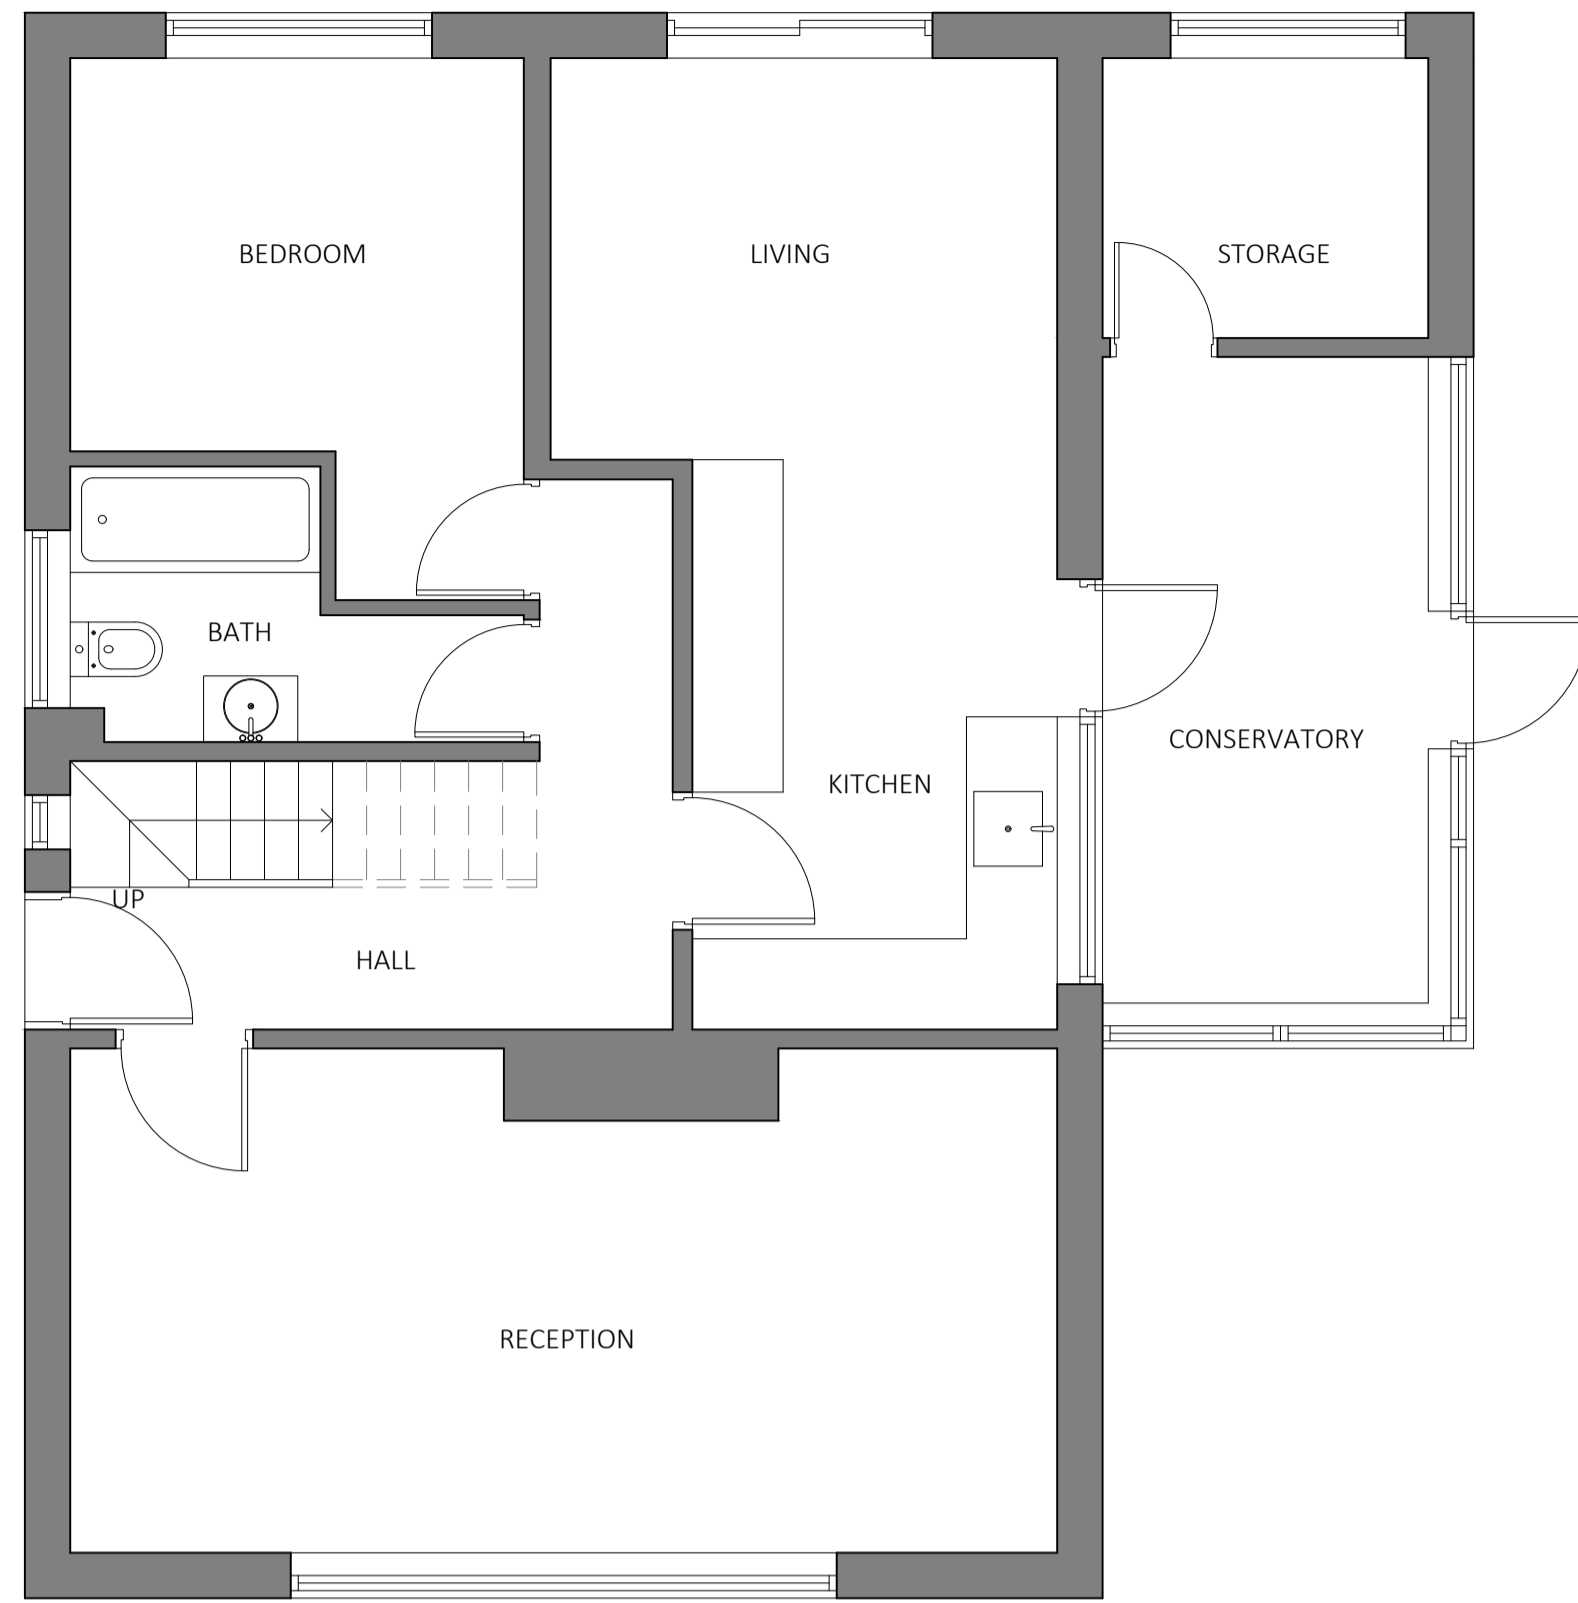 BEDROOM
LIVING
STORAGE
BATH
CONSERVATORY
KITCHEN
UP
HALL
RECEPTION